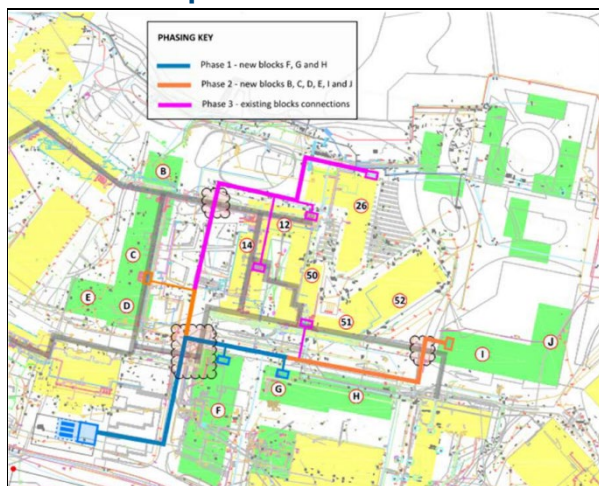 PHASING KEY
Phase 1 - new blocks F, G and H
Phase 2 - new blocks B, C, D, E, I and J
Phase 3 - existing blocks connections
B
26
12
14
C
50
52
E
D
51
J
I
G
H
F